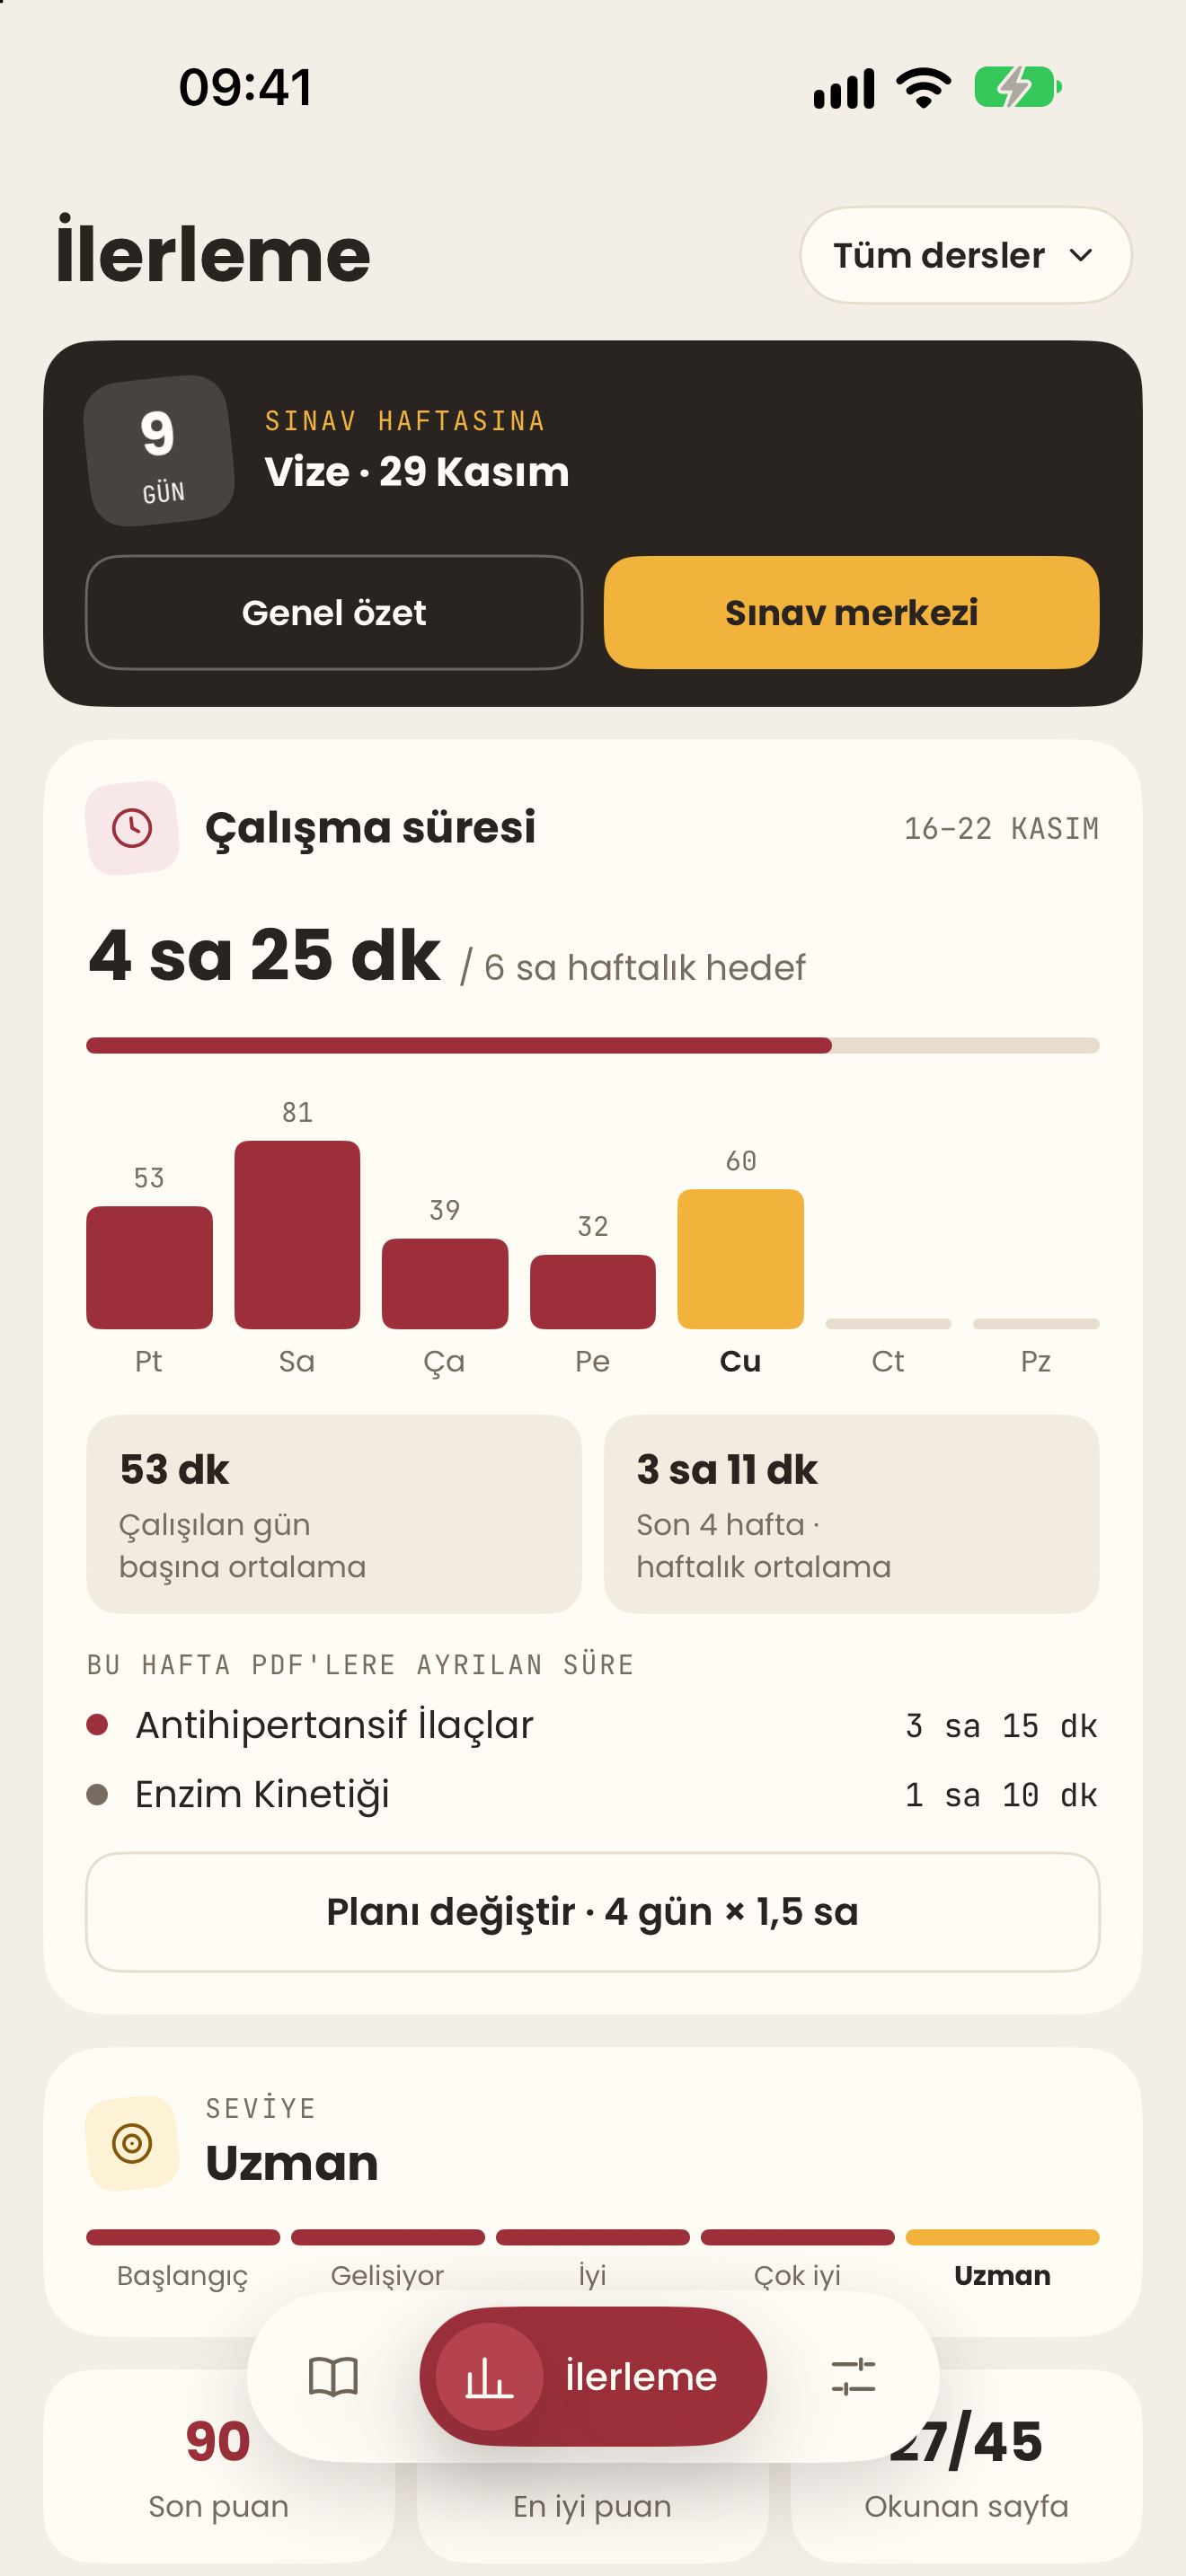 09:41
İlerleme
Tüm dersler
9
GÜN
SINAV HAFTASINA
Vize · 29 Kasım
Genel özet
Sınav merkezi
Çalışma süresi
16–22 KASIM
4 sa 25 dk / 6 sa haftalık hedef
53
81
39
32
60
Pt
Sa
Ça
Pe
Cu
Ct
Pz
53 dk
Çalışılan gün
başına ortalama
3 sa 11 dk
Son 4 hafta ·
haftalık ortalama
BU HAFTA PDF'LERE AYRILAN SÜRE
Antihipertansif İlaçlar
3 sa 15 dk
Enzim Kinetiği
1 sa 10 dk
Planı değiştir · 4 gün × 1,5 sa
SEVİYE
Uzman
Başlangıç
Gelişiyor
İyi
Çok iyi
Uzman
İlerleme
90
27/45
Son puan
En iyi puan
Okunan sayfa